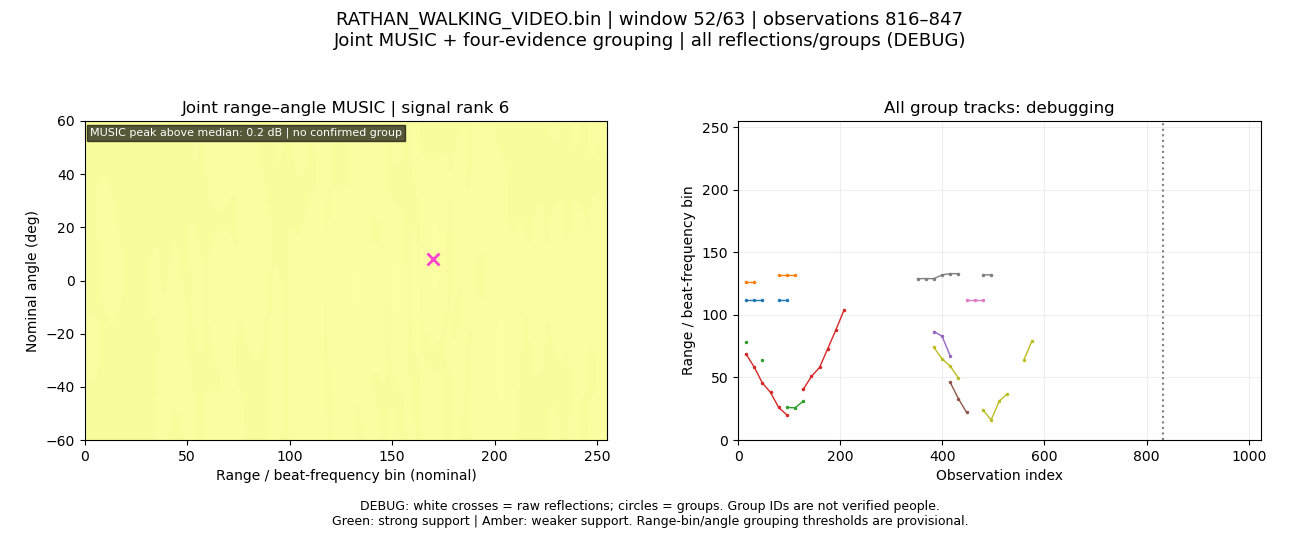 RATHAN_WALKING_VIDEO.bin | window 52/63 | observations 816–847
Joint MUSIC + four-evidence grouping | all reflections/groups (DEBUG)
Joint range–angle MUSIC | signal rank 6
MUSIC peak above median: 0.2 dB | no confirmed group
60
40
20
0
−20
−40
−60
Nominal angle (deg)
0
50
100
150
200
250
Range / beat-frequency bin (nominal)
All group tracks: debugging
250
200
150
100
50
0
Range / beat-frequency bin
0
200
400
600
800
1000
Observation index
DEBUG: white crosses = raw reflections; circles = groups. Group IDs are not verified people.
Green: strong support | Amber: weaker support. Range-bin/angle grouping thresholds are provisional.